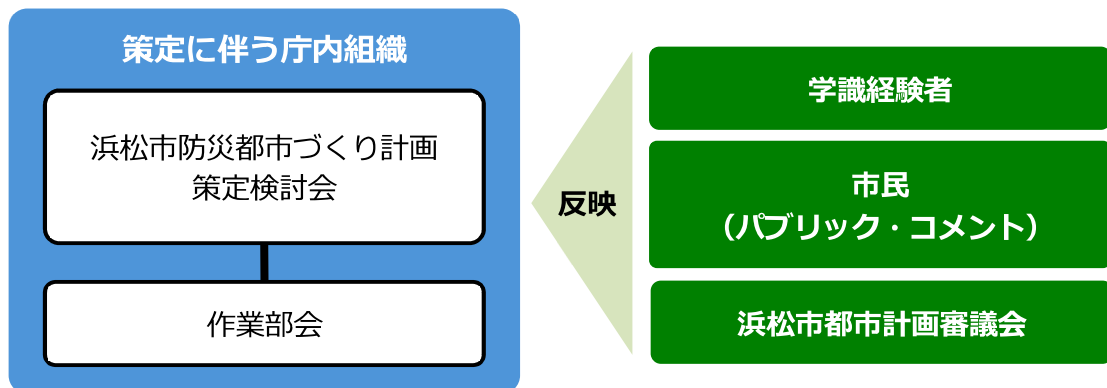 策定に伴う庁内組織
浜松市防災都市づくり計画
策定検討会
作業部会
反映
学識経験者
市民
（パブリック・コメント）
浜松市都市計画審議会